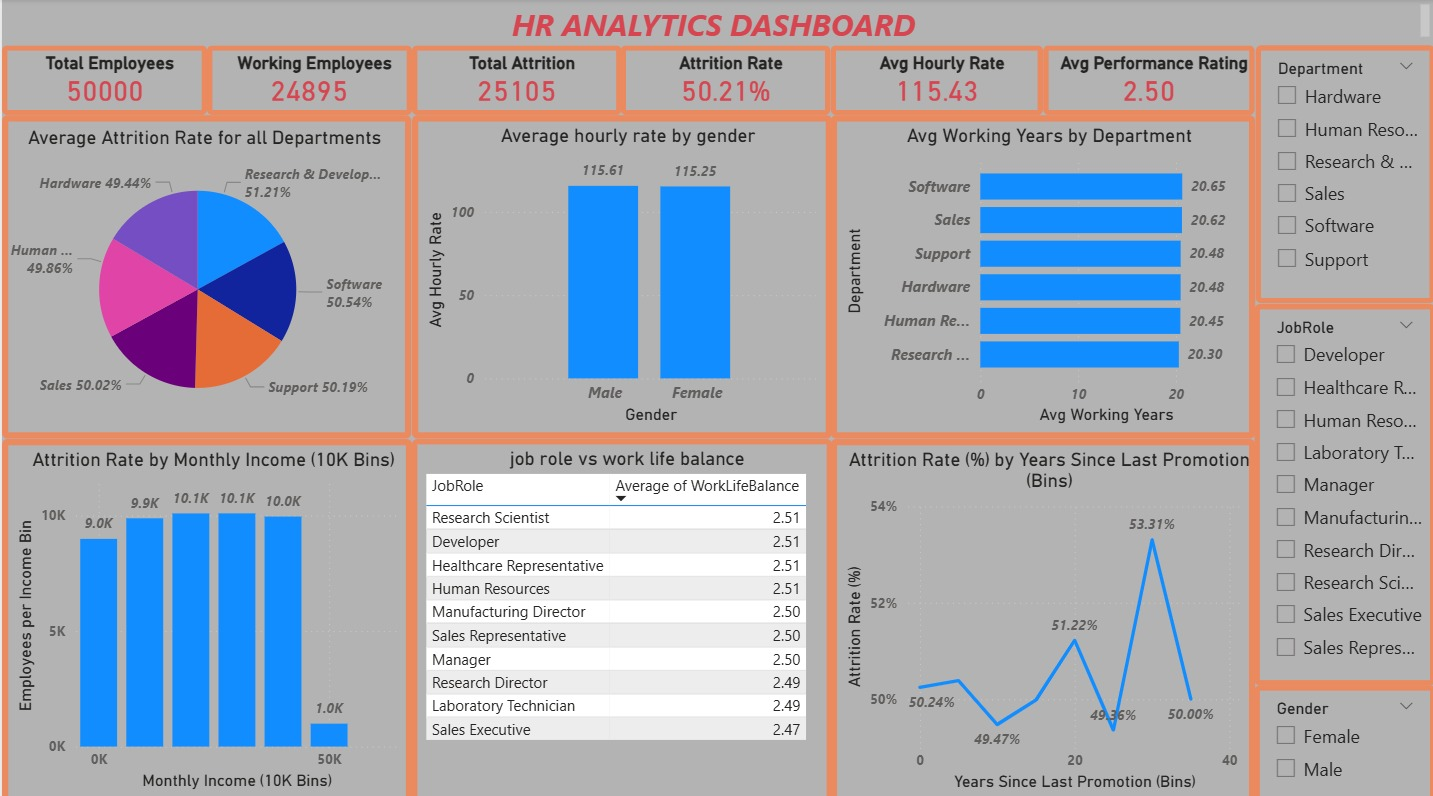 HR ANALYTICS DASHBOARD
Total Employees
50000
Working Employees
24895
Total Attrition
25105
Attrition Rate
50.21%
Avg Hourly Rate
115.43
Avg Performance Rating
2.50
Average Attrition Rate for all Departments
Hardware 49.44%
Research & Develop...
51.21%
Human ...
49.86%
Software
50.54%
Sales 50.02%
Support 50.19%
Average hourly rate by gender
Avg Hourly Rate
100
50
0
115.61
115.25
Male
Female
Gender
Avg Working Years by Department
Department
Software
20.65
Sales
20.62
Support
20.48
Hardware
20.48
Human Re...
20.45
Research ...
20.30
0
10
20
Avg Working Years
Attrition Rate by Monthly Income (10K Bins)
Employees per Income Bin
10K
5K
0K
9.0K
9.9K
10.1K
10.1K
10.0K
1.0K
0K
50K
Monthly Income (10K Bins)
job role vs work life balance
JobRole Average of WorkLifeBalance
Research Scientist 2.51
Developer 2.51
Healthcare Representative 2.51
Human Resources 2.51
Manufacturing Director 2.50
Sales Representative 2.50
Manager 2.50
Research Director 2.49
Laboratory Technician 2.49
Sales Executive 2.47
Attrition Rate (%) by Years Since Last Promotion
(Bins)
Attrition Rate (%)
54%
52%
50%
50.24%
49.47%
51.22%
49.36%
53.31%
50.00%
0
20
40
Years Since Last Promotion (Bins)
Department
Hardware
Human Reso...
Research & ...
Sales
Software
Support
JobRole
Developer
Healthcare R...
Human Reso...
Laboratory T...
Manager
Manufacturin...
Research Dir...
Research Sci...
Sales Executive
Sales Repres...
Gender
Female
Male